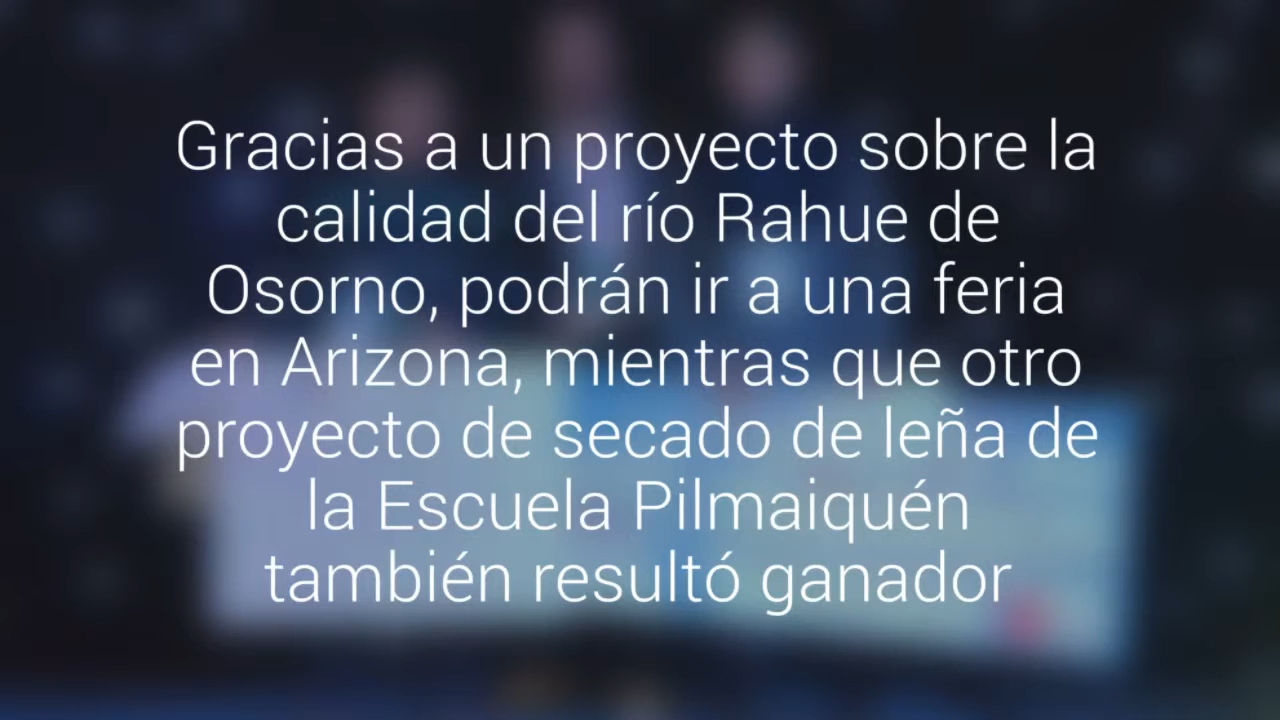 Gracias a un proyecto sobre la
calidad del río Rahue de
Osorno, podrán ir a una feria
en Arizona, mientras que otro
proyecto de secado de leña de
la Escuela Pilmaiquén
también resultó ganador